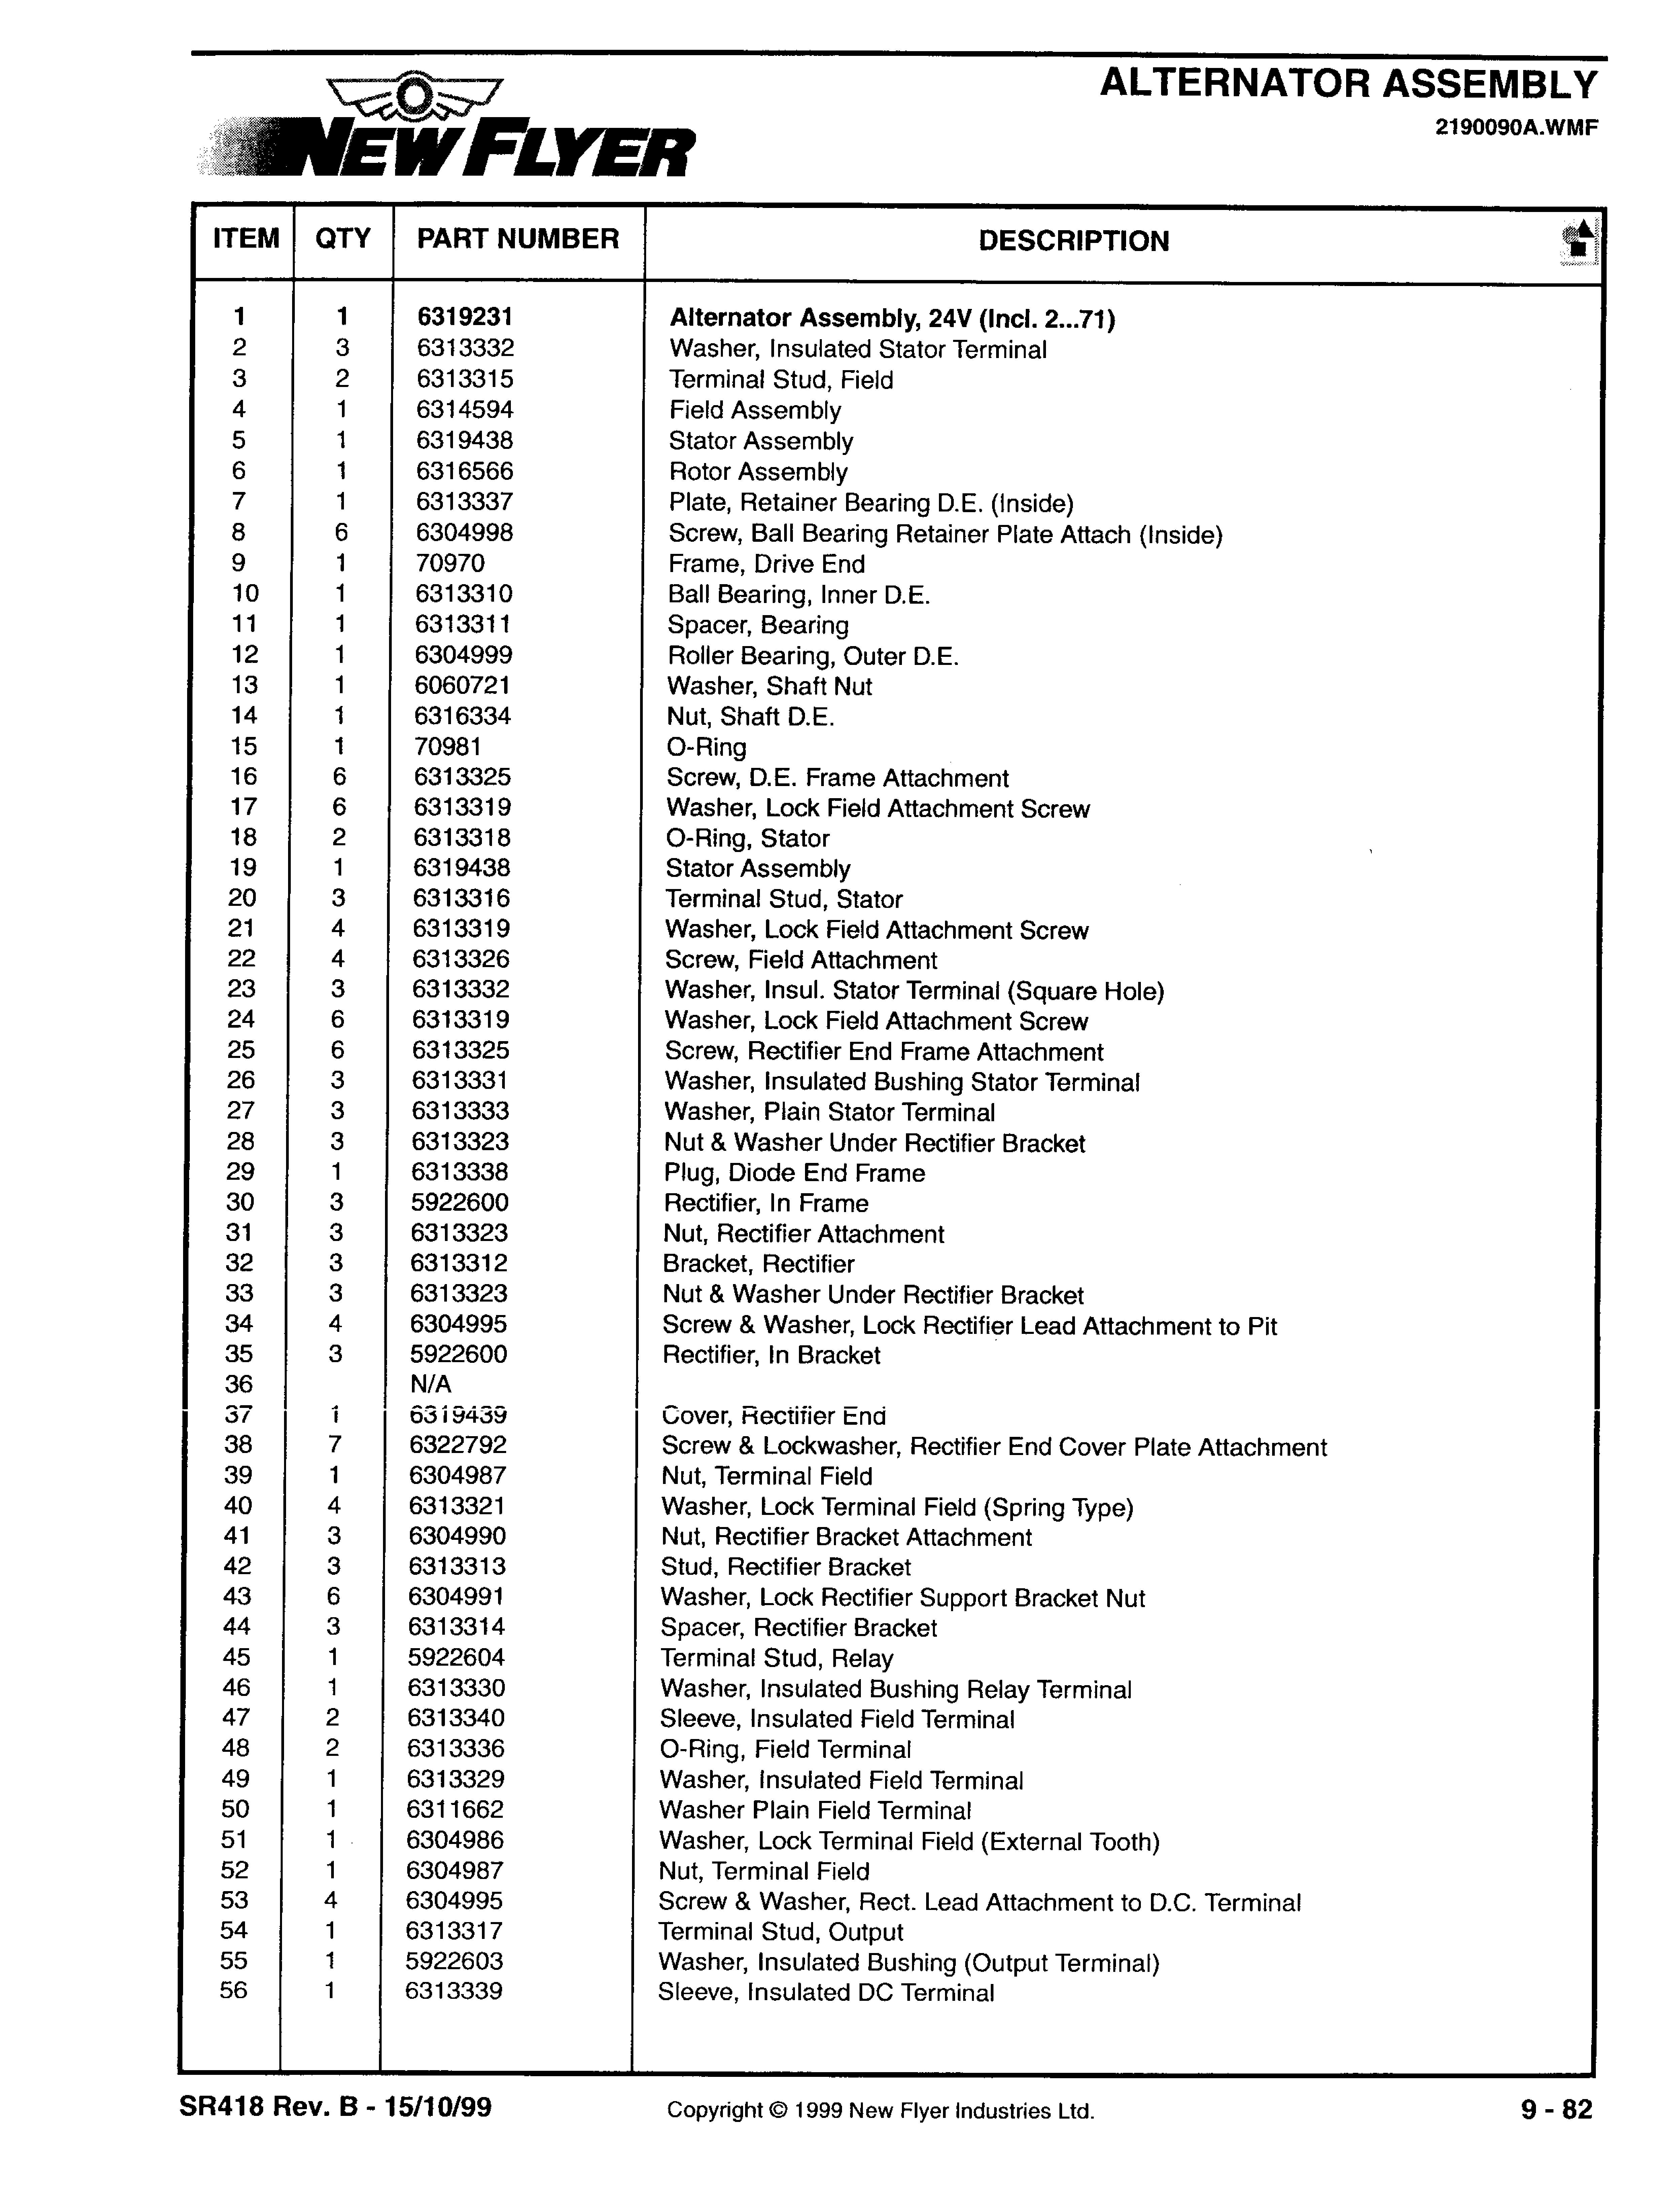 ALTERNATOR ASSEMBLY
2190090A.WMF
NEW FLYER
ITEM QTY PART NUMBER DESCRIPTION
1 1 6319231 Alternator Assembly, 24V (Incl. 2...71)
2 3 6313332 Washer, Insulated Stator Terminal
3 2 6313315 Terminal Stud, Field
4 1 6314594 Field Assembly
5 1 6319438 Stator Assembly
6 1 6316566 Rotor Assembly
7 1 6313337 Plate, Retainer Bearing D.E. (Inside)
8 6 6304998 Screw, Ball Bearing Retainer Plate Attach (Inside)
9 1 70970 Frame, Drive End
10 1 6313310 Ball Bearing, Inner D.E.
11 1 6313311 Spacer, Bearing
12 1 6304999 Roller Bearing, Outer D.E.
13 1 6060721 Washer, Shaft Nut
14 1 6316334 Nut, Shaft D.E.
15 1 70981 O-Ring
16 6 6313325 Screw, D.E. Frame Attachment
17 6 6313319 Washer, Lock Field Attachment Screw
18 2 6313318 O-Ring, Stator
19 1 6319438 Stator Assembly
20 3 6313316 Terminal Stud, Stator
21 4 6313319 Washer, Lock Field Attachment Screw
22 4 6313326 Screw, Field Attachment
23 3 6313332 Washer, Insul. Stator Terminal (Square Hole)
24 6 6313319 Washer, Lock Field Attachment Screw
25 6 6313325 Screw, Rectifier End Frame Attachment
26 3 6313331 Washer, Insulated Bushing Stator Terminal
27 3 6313333 Washer, Plain Stator Terminal
28 3 6313323 Nut & Washer Under Rectifier Bracket
29 1 6313338 Plug, Diode End Frame
30 3 5922600 Rectifier, In Frame
31 3 6313323 Nut, Rectifier Attachment
32 3 6313312 Bracket, Rectifier
33 3 6313323 Nut & Washer Under Rectifier Bracket
34 4 6304995 Screw & Washer, Lock Rectifier Lead Attachment to Pit
35 3 5922600 Rectifier, In Bracket
36 N/A
37 1 6319439 Cover, Rectifier End
38 7 6322792 Screw & Lockwasher, Rectifier End Cover Plate Attachment
39 1 6304987 Nut, Terminal Field
40 4 6313321 Washer, Lock Terminal Field (Spring Type)
41 3 6304990 Nut, Rectifier Bracket Attachment
42 3 6313313 Stud, Rectifier Bracket
43 6 6304991 Washer, Lock Rectifier Support Bracket Nut
44 3 6313314 Spacer, Rectifier Bracket
45 1 5922604 Terminal Stud, Relay
46 1 6313330 Washer, Insulated Bushing Relay Terminal
47 2 6313340 Sleeve, Insulated Field Terminal
48 2 6313336 O-Ring, Field Terminal
49 1 6313329 Washer, Insulated Field Terminal
50 1 6311662 Washer Plain Field Terminal
51 1 6304986 Washer, Lock Terminal Field (External Tooth)
52 1 6304987 Nut, Terminal Field
53 4 6304995 Screw & Washer, Rect. Lead Attachment to D.C. Terminal
54 1 6313317 Terminal Stud, Output
55 1 5922603 Washer, Insulated Bushing (Output Terminal)
56 1 6313339 Sleeve, Insulated DC Terminal
SR418 Rev. B - 15/10/99 Copyright © 1999 New Flyer Industries Ltd. 9 - 82